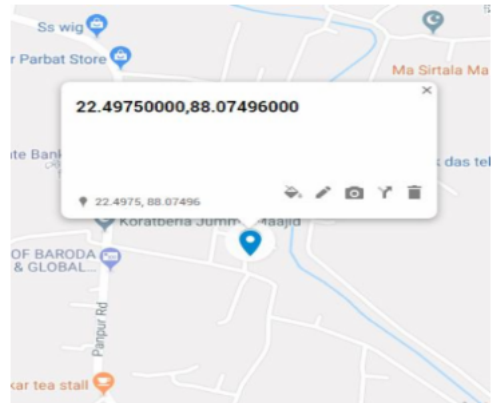 Ss wig
r Parbat Store
Ma Sirtala Ma
×
22.49750000,88.07496000
ate Bank
das tel
22.4975, 88.07496
Koratberia Jumm Maajid
OF BARODA
& GLOBAL...
Panpur Rd
kar tea stall